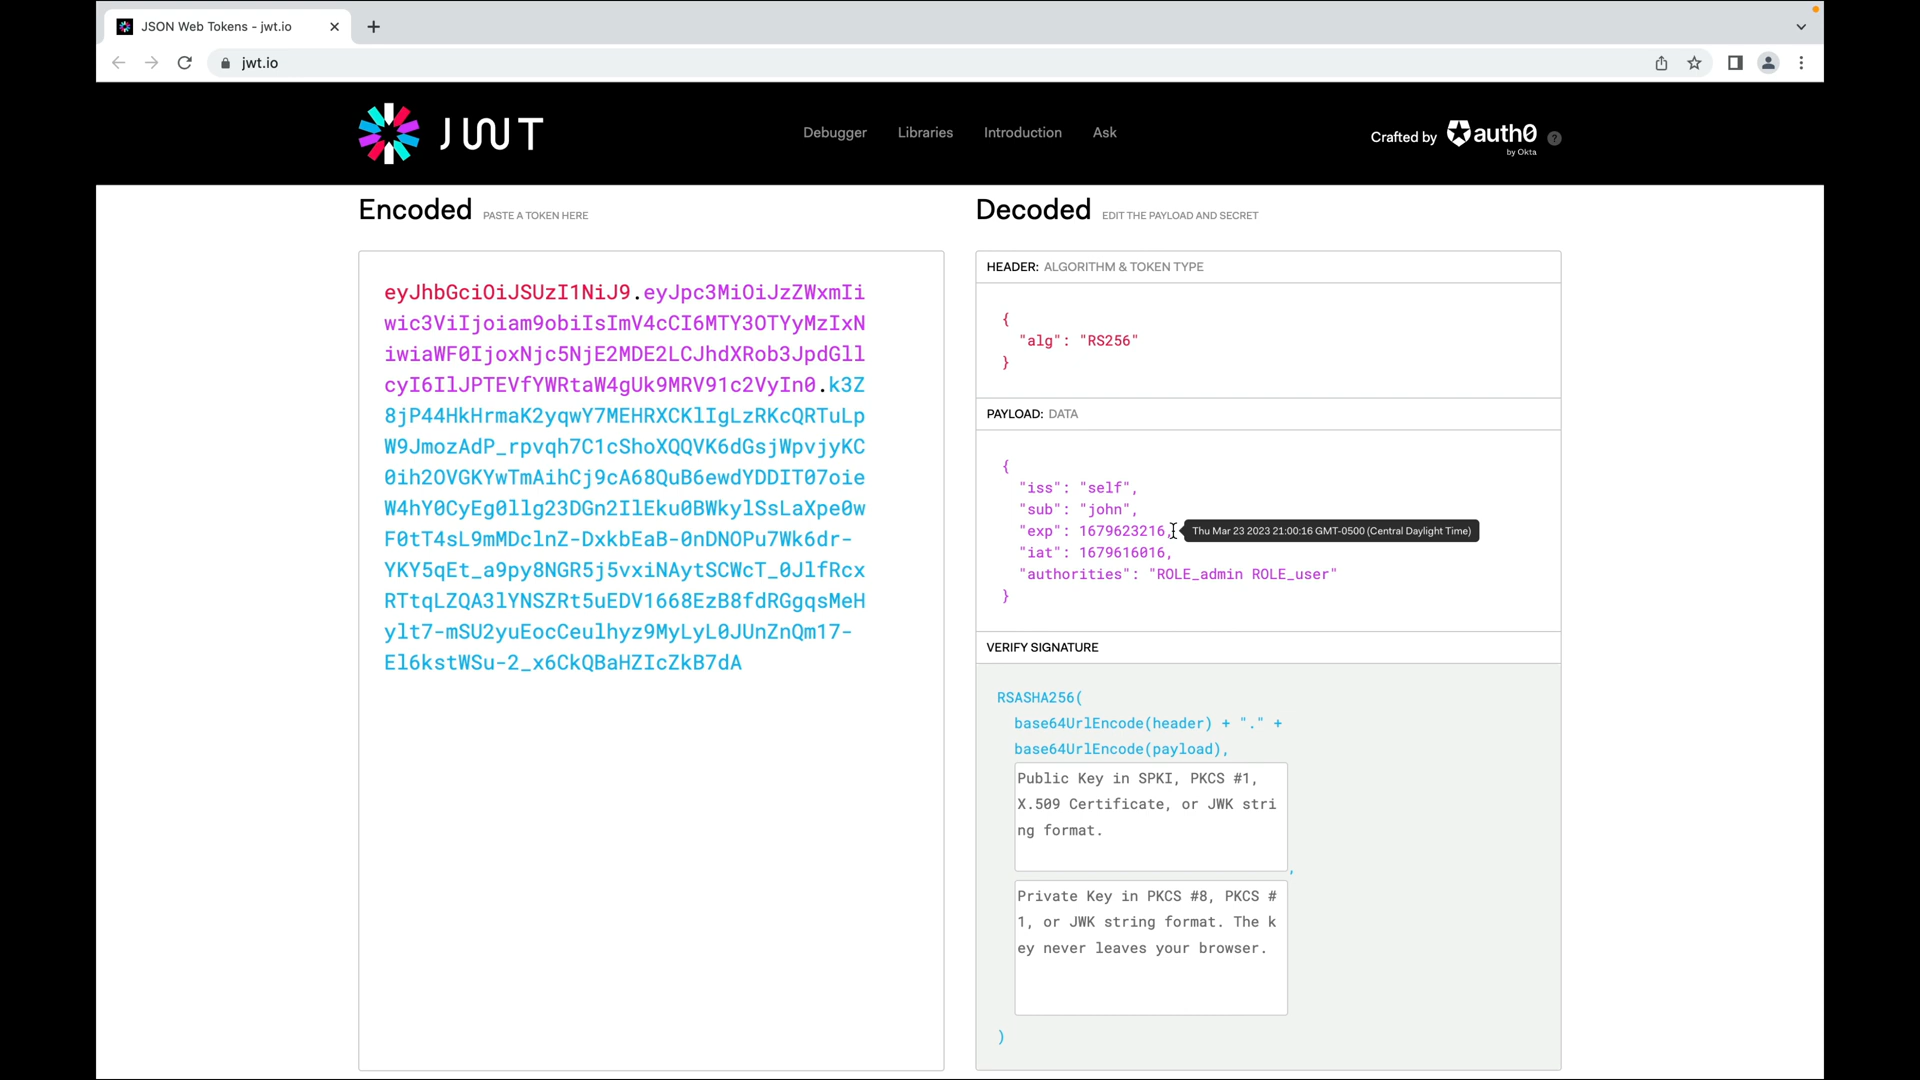 JSON Web Tokens - jwt.io
jwt.io
JWT
Debugger
Libraries
Introduction
Ask
Crafted by
auth0
by Okta
?
Encoded PASTE A TOKEN HERE
eyJhbGciOiJSUzI1NiJ9.eyJpc3MiOiJzZWxmIi
wic3ViIjoiam9obiIsImV4cCI6MTY3OTYyMzIxN
iwiaWF0IjoxNjc5NjE2MDE2LCJhdXRob3JpdGll
cyI6IlJPTEVfYWRtaW4gUk9MRV91c2VyIn0.k3Z
8jP44HkHrmaK2yqwY7MEHRXCKlIgLzRKcQRTuLp
W9JmozAdP_rpvqh7C1cShoXQQVK6dGsjWpvjyKC
0ih2OVGKYwTmAihCj9cA68QuB6ewdYDDIT07oie
W4hY0CyEg0llg23DGn2IlEku0BWkylSsLaXpe0w
F0tT4sL9mMDclnZ-DxkbEaB-0nDNOPu7Wk6dr-
YKY5qEt_a9py8NGR5j5vxiNAytSCWcT_0JlfRcx
RTtqLZQA3lYNSZRt5uEDV1668EzB8fdRGgqsMeH
ylt7-mSU2yuEocCeulhyz9MyLyL0JUnZnQm17-
El6kstWSu-2_x6CkQBaHZIcZkB7dA
Decoded EDIT THE PAYLOAD AND SECRET
HEADER: ALGORITHM & TOKEN TYPE
{
"alg": "RS256"
}
PAYLOAD: DATA
{
"iss": "self",
"sub": "john",
"exp": 1679623216,
Thu Mar 23 2023 21:00:16 GMT-0500 (Central Daylight Time)
"iat": 1679616016,
"authorities": "ROLE_admin ROLE_user"
}
VERIFY SIGNATURE
RSASHA256(
base64UrlEncode(header) + "." +
base64UrlEncode(payload),
Public Key in SPKI, PKCS #1,
X.509 Certificate, or JWK stri
ng format.
,
Private Key in PKCS #8, PKCS #
1, or JWK string format. The k
ey never leaves your browser.
)